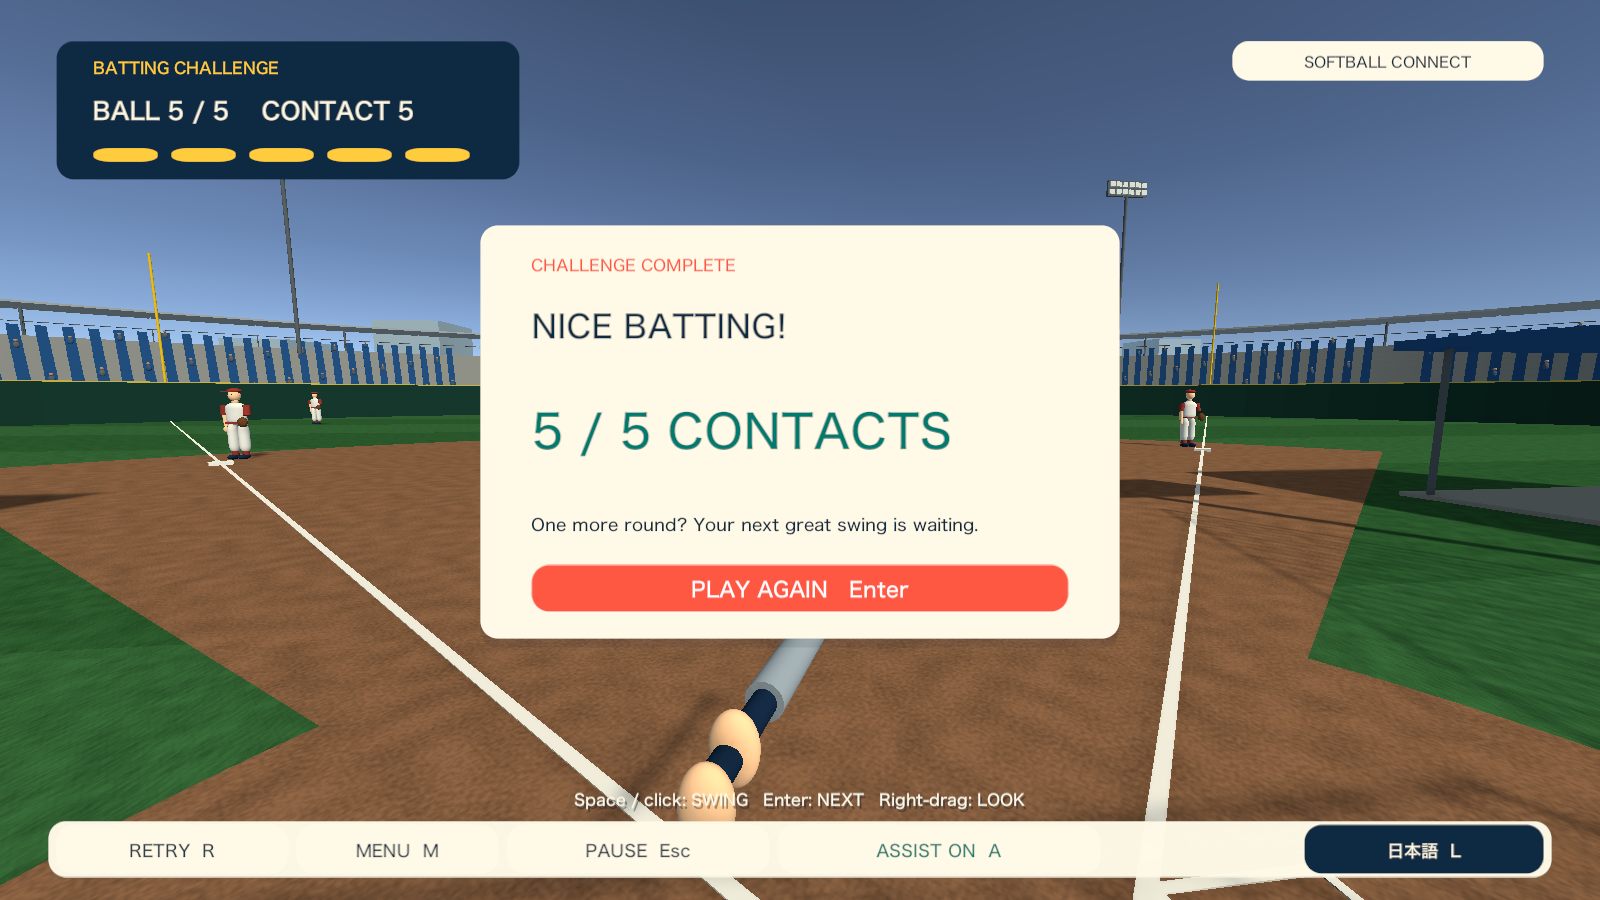 BATTING CHALLENGE
BALL 5 / 5 CONTACT 5
SOFTBALL CONNECT
CHALLENGE COMPLETE
NICE BATTING!
5 / 5 CONTACTS
One more round? Your next great swing is waiting.
PLAY AGAIN Enter
Space / click: SWING Enter: NEXT Right-drag: LOOK
RETRY R MENU M PAUSE Esc ASSIST ON A 日本語 L